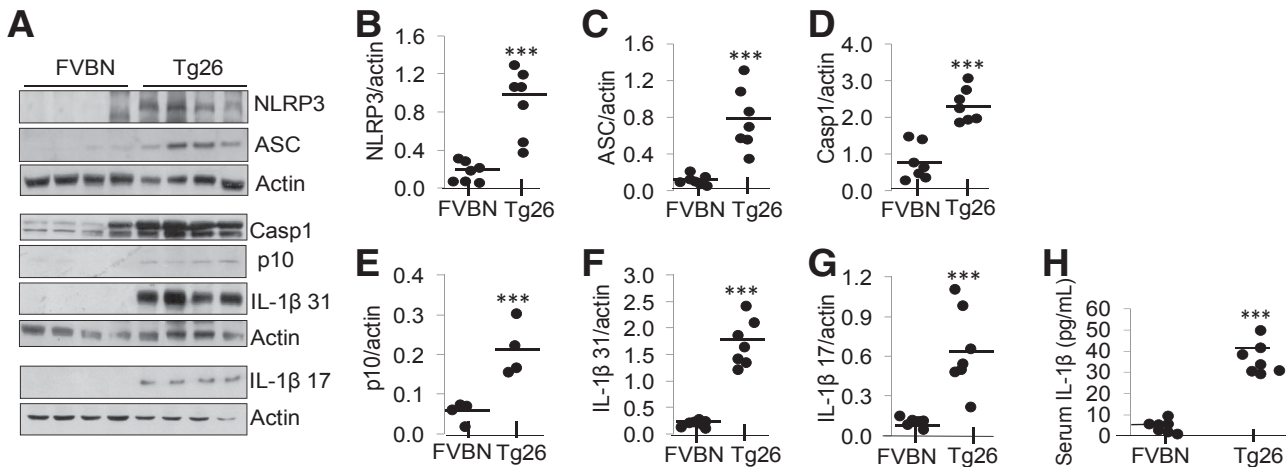 A
FVBN Tg26
NLRP3
ASC
Actin
Casp1
p10
IL-1β 31
Actin
IL-1β 17
Actin
B
NLRP3/actin
1.6
1.2
0.8
0.4
0.0
***
FVBN Tg26
C
ASC/actin
1.6
1.2
0.8
0.4
0.0
***
FVBN Tg26
D
Casp1/actin
4.0
3.0
2.0
1.0
0.0
***
FVBN Tg26
E
p10/actin
0.4
0.3
0.2
0.1
0.0
***
FVBN Tg26
F
IL-1β 31/actin
3.0
2.5
2.0
1.5
1.0
0.5
0.0
***
FVBN Tg26
G
IL-1β 17/actin
1.2
0.9
0.6
0.3
0.0
***
FVBN Tg26
H
Serum IL-1β (pg/mL)
60
50
40
30
20
10
0
***
FVBN Tg26